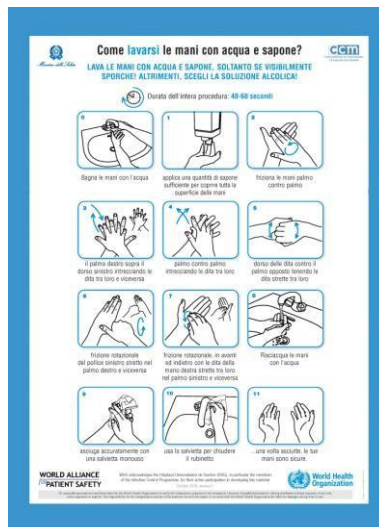 Come lavarsi le mani con acqua e sapone?
Ministero della Salute
ccm
LAVA LE MANI CON ACQUA E SAPONE, SOLTANTO SE VISIBILMENTE
SPORCHE! ALTRIMENTI, SCEGLI LA SOLUZIONE ALCOLICA!
Durata dell'intera procedura: 40-60 secondi
0
Bagna le mani con l'acqua
1
applica una quantità di sapone
sufficiente per coprire tutta la
superficie delle mani
2
friziona le mani palmo
contro palmo
3
il palmo destro sopra il
dorso sinistro intrecciando le
dita tra loro e viceversa
4
palmo contro palmo
intrecciando le dita tra loro
5
dorso delle dita contro il
palmo opposto tenendo le
dita strette tra loro
6
frizione rotazionale
del pollice sinistro stretto nel
palmo destro e viceversa
7
frizione rotazionale, in avanti
ed indietro con le dita della
mano destra strette tra loro
nel palmo sinistro e viceversa
8
Risciacqua le mani
con l'acqua
9
asciuga accuratamente con
una salvietta monouso
10
usa la salvietta per chiudere
il rubinetto
11
...una volta asciutte, le tue
mani sono sicure.
WORLD ALLIANCE
for PATIENT SAFETY
World Health
Organization